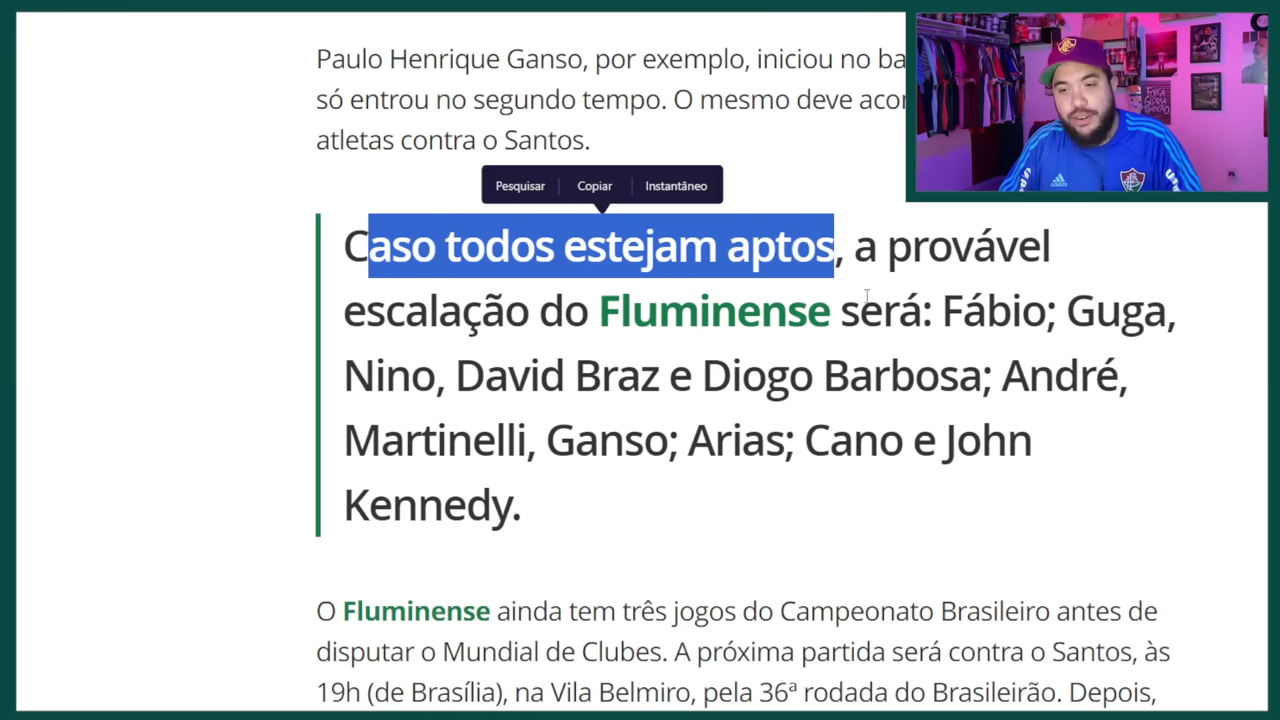 Paulo Henrique Ganso, por exemplo, iniciou no ba
só entrou no segundo tempo. O mesmo deve acor
atletas contra o Santos.
Pesquisar Copiar Instantâneo
Caso todos estejam aptos, a provável
escalação do Fluminense será: Fábio; Guga,
Nino, David Braz e Diogo Barbosa; André,
Martinelli, Ganso; Arias; Cano e John
Kennedy.
O Fluminense ainda tem três jogos do Campeonato Brasileiro antes de
disputar o Mundial de Clubes. A próxima partida será contra o Santos, às
19h (de Brasília), na Vila Belmiro, pela 36ª rodada do Brasileirão. Depois,